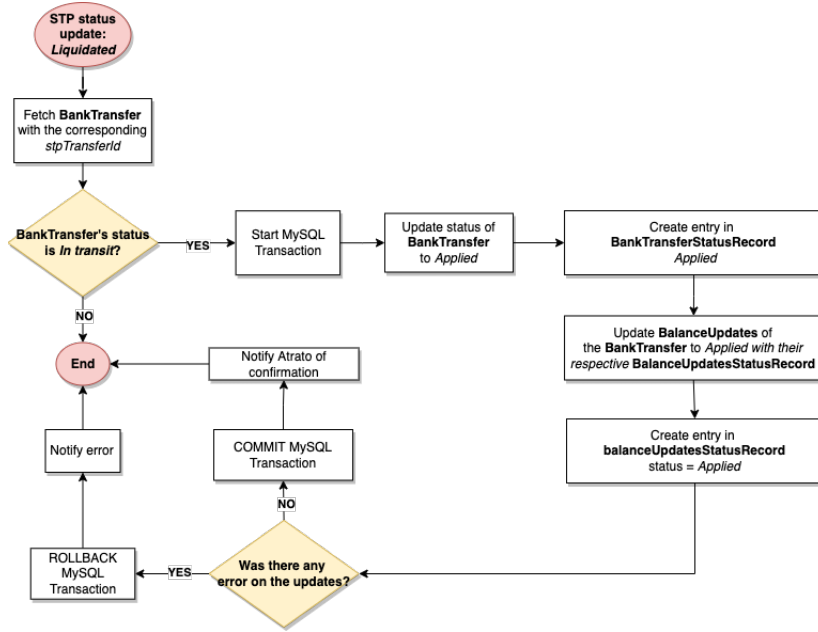 STP status
update:
Liquidated
Fetch BankTransfer
with the corresponding
stpTransferId
BankTransfer's status
is In transit?
YES
Start MySQL
Transaction
Update status of
BankTransfer
to Applied
Create entry in
BankTransferStatusRecord
Applied
NO
Update BalanceUpdates of
the BankTransfer to Applied with their
respective BalanceUpdatesStatusRecord
End
Notify Atrato of
confirmation
Notify error
COMMIT MySQL
Transaction
Create entry in
balanceUpdatesStatusRecord
status = Applied
NO
ROLLBACK
MySQL
Transaction
YES
Was there any
error on the updates?